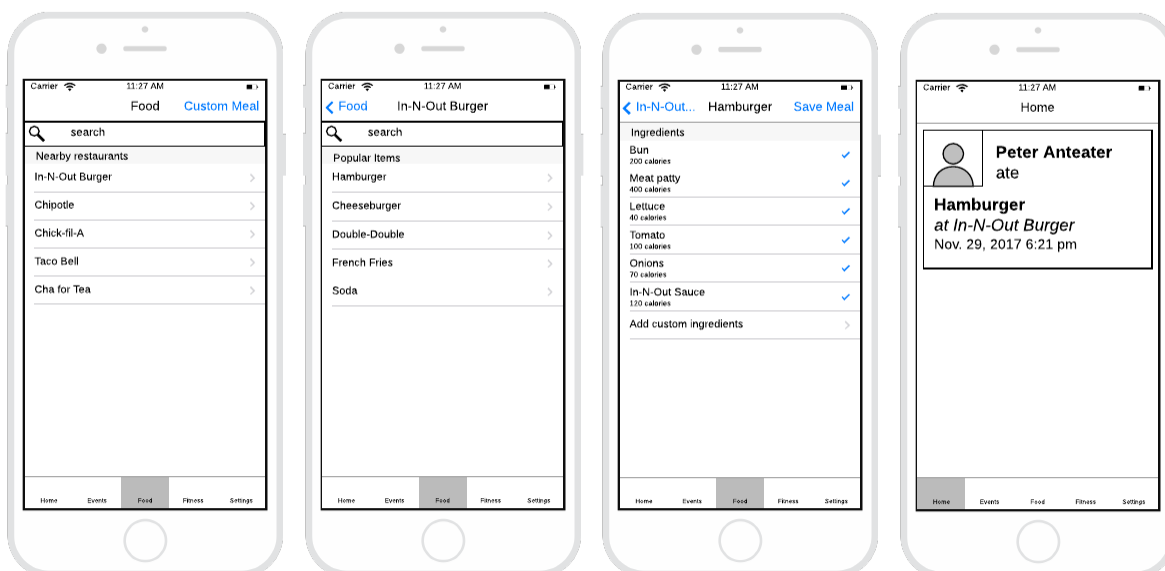 Carrier 11:27 AM
Food Custom Meal
search
Nearby restaurants
In-N-Out Burger
Chipotle
Chick-fil-A
Taco Bell
Cha for Tea
Home Events Food Fitness Settings
Carrier 11:27 AM
Food In-N-Out Burger
search
Popular Items
Hamburger
Cheeseburger
Double-Double
French Fries
Soda
Home Events Food Fitness Settings
Carrier 11:27 AM
In-N-Out... Hamburger Save Meal
Ingredients
Bun
200 calories
Meat patty
400 calories
Lettuce
40 calories
Tomato
100 calories
Onions
70 calories
In-N-Out Sauce
120 calories
Add custom ingredients
Home Events Food Fitness Settings
Carrier 11:27 AM
Home
Peter Anteater
ate
Hamburger
at In-N-Out Burger
Nov. 29, 2017 6:21 pm
Home Events Food Fitness Settings